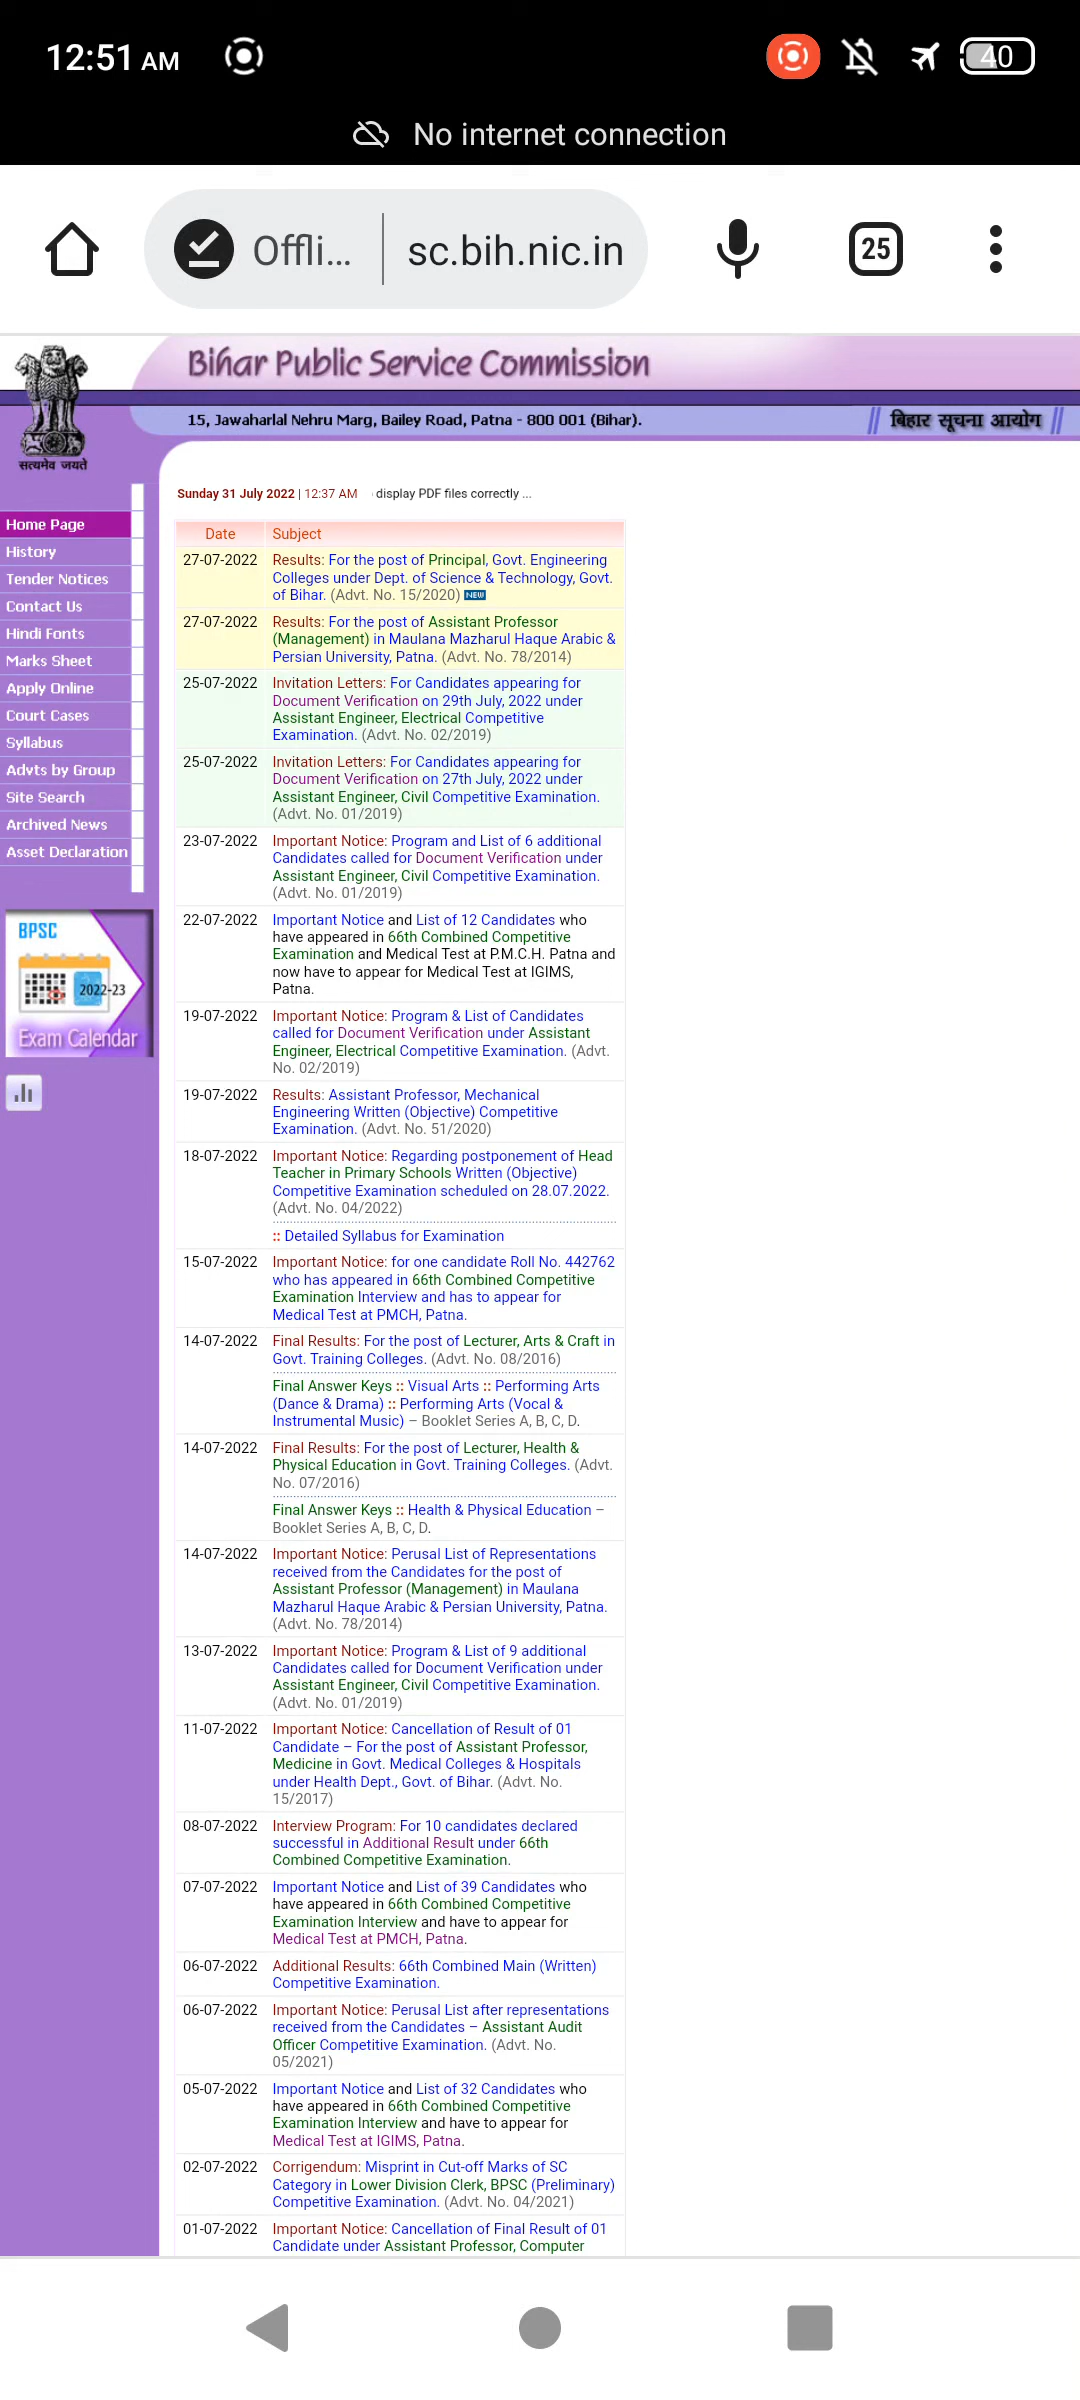 12:51 AM
40
No internet connection
Offli... sc.bih.nic.in
25
Bihar Public Service Commission
15, Jawaharlal Nehru Marg, Bailey Road, Patna - 800 001 (Bihar).
बिहार सूचना आयोग
सत्यमेव जयते
Sunday 31 July 2022 | 12:37 AM display PDF files correctly ...
Home Page
History
Tender Notices
Contact Us
Hindi Fonts
Marks Sheet
Apply Online
Court Cases
Syllabus
Advts by Group
Site Search
Archived News
Asset Declaration
BPSC
2022-23
Exam Calendar
Date Subject
27-07-2022 Results: For the post of Principal, Govt. Engineering
Colleges under Dept. of Science & Technology, Govt.
of Bihar. (Advt. No. 15/2020) NEW
27-07-2022 Results: For the post of Assistant Professor
(Management) in Maulana Mazharul Haque Arabic &
Persian University, Patna. (Advt. No. 78/2014)
25-07-2022 Invitation Letters: For Candidates appearing for
Document Verification on 29th July, 2022 under
Assistant Engineer, Electrical Competitive
Examination. (Advt. No. 02/2019)
25-07-2022 Invitation Letters: For Candidates appearing for
Document Verification on 27th July, 2022 under
Assistant Engineer, Civil Competitive Examination.
(Advt. No. 01/2019)
23-07-2022 Important Notice: Program and List of 6 additional
Candidates called for Document Verification under
Assistant Engineer, Civil Competitive Examination.
(Advt. No. 01/2019)
22-07-2022 Important Notice and List of 12 Candidates who
have appeared in 66th Combined Competitive
Examination and Medical Test at P.M.C.H. Patna and
now have to appear for Medical Test at IGIMS,
Patna.
19-07-2022 Important Notice: Program & List of Candidates
called for Document Verification under Assistant
Engineer, Electrical Competitive Examination. (Advt.
No. 02/2019)
19-07-2022 Results: Assistant Professor, Mechanical
Engineering Written (Objective) Competitive
Examination. (Advt. No. 51/2020)
18-07-2022 Important Notice: Regarding postponement of Head
Teacher in Primary Schools Written (Objective)
Competitive Examination scheduled on 28.07.2022.
(Advt. No. 04/2022)
:: Detailed Syllabus for Examination
15-07-2022 Important Notice: for one candidate Roll No. 442762
who has appeared in 66th Combined Competitive
Examination Interview and has to appear for
Medical Test at PMCH, Patna.
14-07-2022 Final Results: For the post of Lecturer, Arts & Craft in
Govt. Training Colleges. (Advt. No. 08/2016)
Final Answer Keys :: Visual Arts :: Performing Arts
(Dance & Drama) :: Performing Arts (Vocal &
Instrumental Music) – Booklet Series A, B, C, D.
14-07-2022 Final Results: For the post of Lecturer, Health &
Physical Education in Govt. Training Colleges. (Advt.
No. 07/2016)
Final Answer Keys :: Health & Physical Education –
Booklet Series A, B, C, D.
14-07-2022 Important Notice: Perusal List of Representations
received from the Candidates for the post of
Assistant Professor (Management) in Maulana
Mazharul Haque Arabic & Persian University, Patna.
(Advt. No. 78/2014)
13-07-2022 Important Notice: Program & List of 9 additional
Candidates called for Document Verification under
Assistant Engineer, Civil Competitive Examination.
(Advt. No. 01/2019)
11-07-2022 Important Notice: Cancellation of Result of 01
Candidate – For the post of Assistant Professor,
Medicine in Govt. Medical Colleges & Hospitals
under Health Dept., Govt. of Bihar. (Advt. No.
15/2017)
08-07-2022 Interview Program: For 10 candidates declared
successful in Additional Result under 66th
Combined Competitive Examination.
07-07-2022 Important Notice and List of 39 Candidates who
have appeared in 66th Combined Competitive
Examination Interview and have to appear for
Medical Test at PMCH, Patna.
06-07-2022 Additional Results: 66th Combined Main (Written)
Competitive Examination.
06-07-2022 Important Notice: Perusal List after representations
received from the Candidates – Assistant Audit
Officer Competitive Examination. (Advt. No.
05/2021)
05-07-2022 Important Notice and List of 32 Candidates who
have appeared in 66th Combined Competitive
Examination Interview and have to appear for
Medical Test at IGIMS, Patna.
02-07-2022 Corrigendum: Misprint in Cut-off Marks of SC
Category in Lower Division Clerk, BPSC (Preliminary)
Competitive Examination. (Advt. No. 04/2021)
01-07-2022 Important Notice: Cancellation of Final Result of 01
Candidate under Assistant Professor, Computer